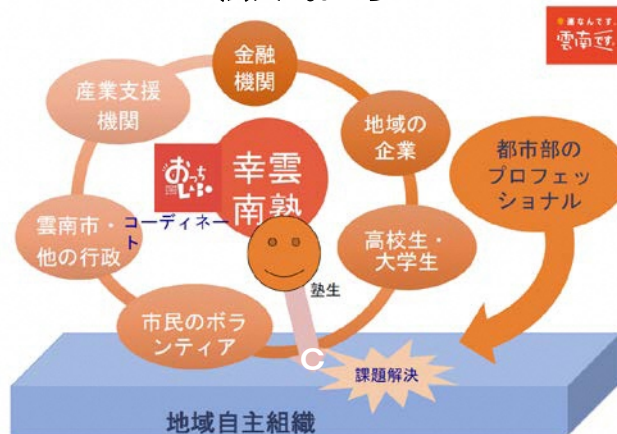 幸運なんです。
雲南です。
金融
機関
産業支援
機関
地域の
企業
都市部の
プロフェッ
ショナル
おっち
ラボ
幸雲
南塾
雲南市・
他の行政
コーディネー
ト
高校生・
大学生
塾生
市民のボラ
ンティア
C
課題解決
地域自主組織